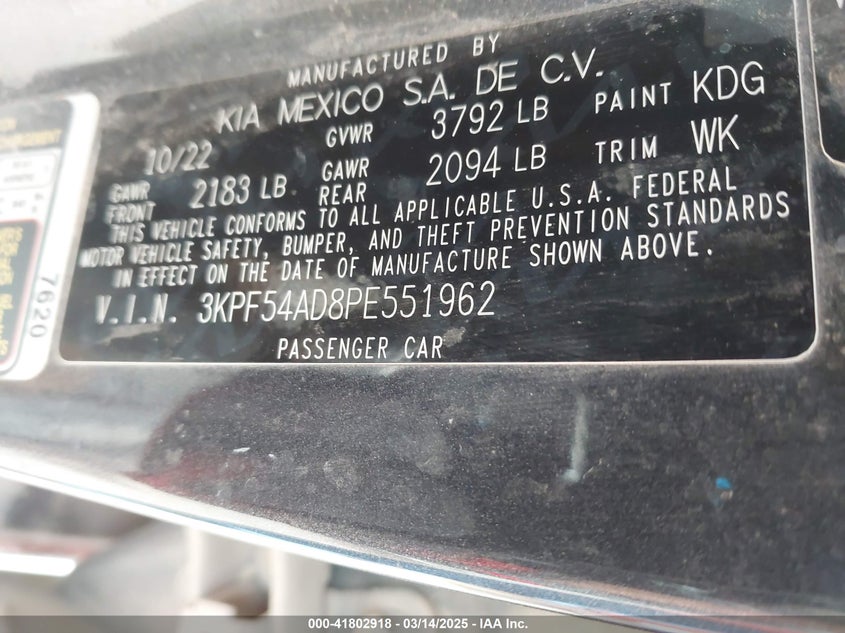 MANUFACTURED BY
KIA MEXICO S.A. DE C.V.
10/22 GVWR 3792 LB PAINT KDG
GAWR FRONT 2183 LB GAWR REAR 2094 LB TRIM WK
THIS VEHICLE CONFORMS TO ALL APPLICABLE U.S.A. FEDERAL
MOTOR VEHICLE SAFETY, BUMPER, AND THEFT PREVENTION STANDARDS
IN EFFECT ON THE DATE OF MANUFACTURE SHOWN ABOVE.
V.I.N. 3KPF54AD8PE551962
PASSENGER CAR
7620
000-41802918 - 03/14/2025 - IAA Inc.